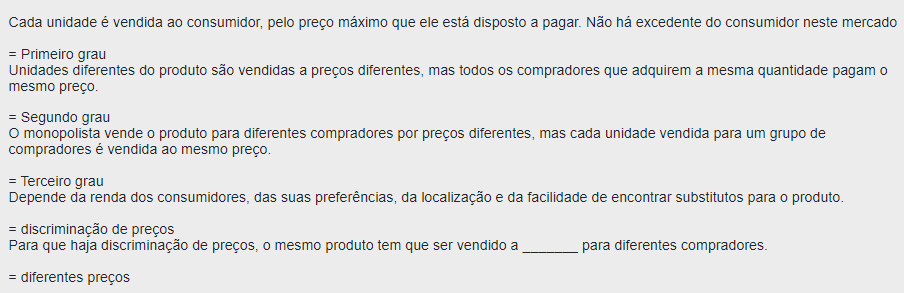 Cada unidade é vendida ao consumidor, pelo preço máximo que ele está disposto a pagar. Não há excedente do consumidor neste mercado
= Primeiro grau
Unidades diferentes do produto são vendidas a preços diferentes, mas todos os compradores que adquirem a mesma quantidade pagam o
mesmo preço.
= Segundo grau
O monopolista vende o produto para diferentes compradores por preços diferentes, mas cada unidade vendida para um grupo de
compradores é vendida ao mesmo preço.
= Terceiro grau
Depende da renda dos consumidores, das suas preferências, da localização e da facilidade de encontrar substitutos para o produto.
= discriminação de preços
Para que haja discriminação de preços, o mesmo produto tem que ser vendido a _______ para diferentes compradores.
= diferentes preços